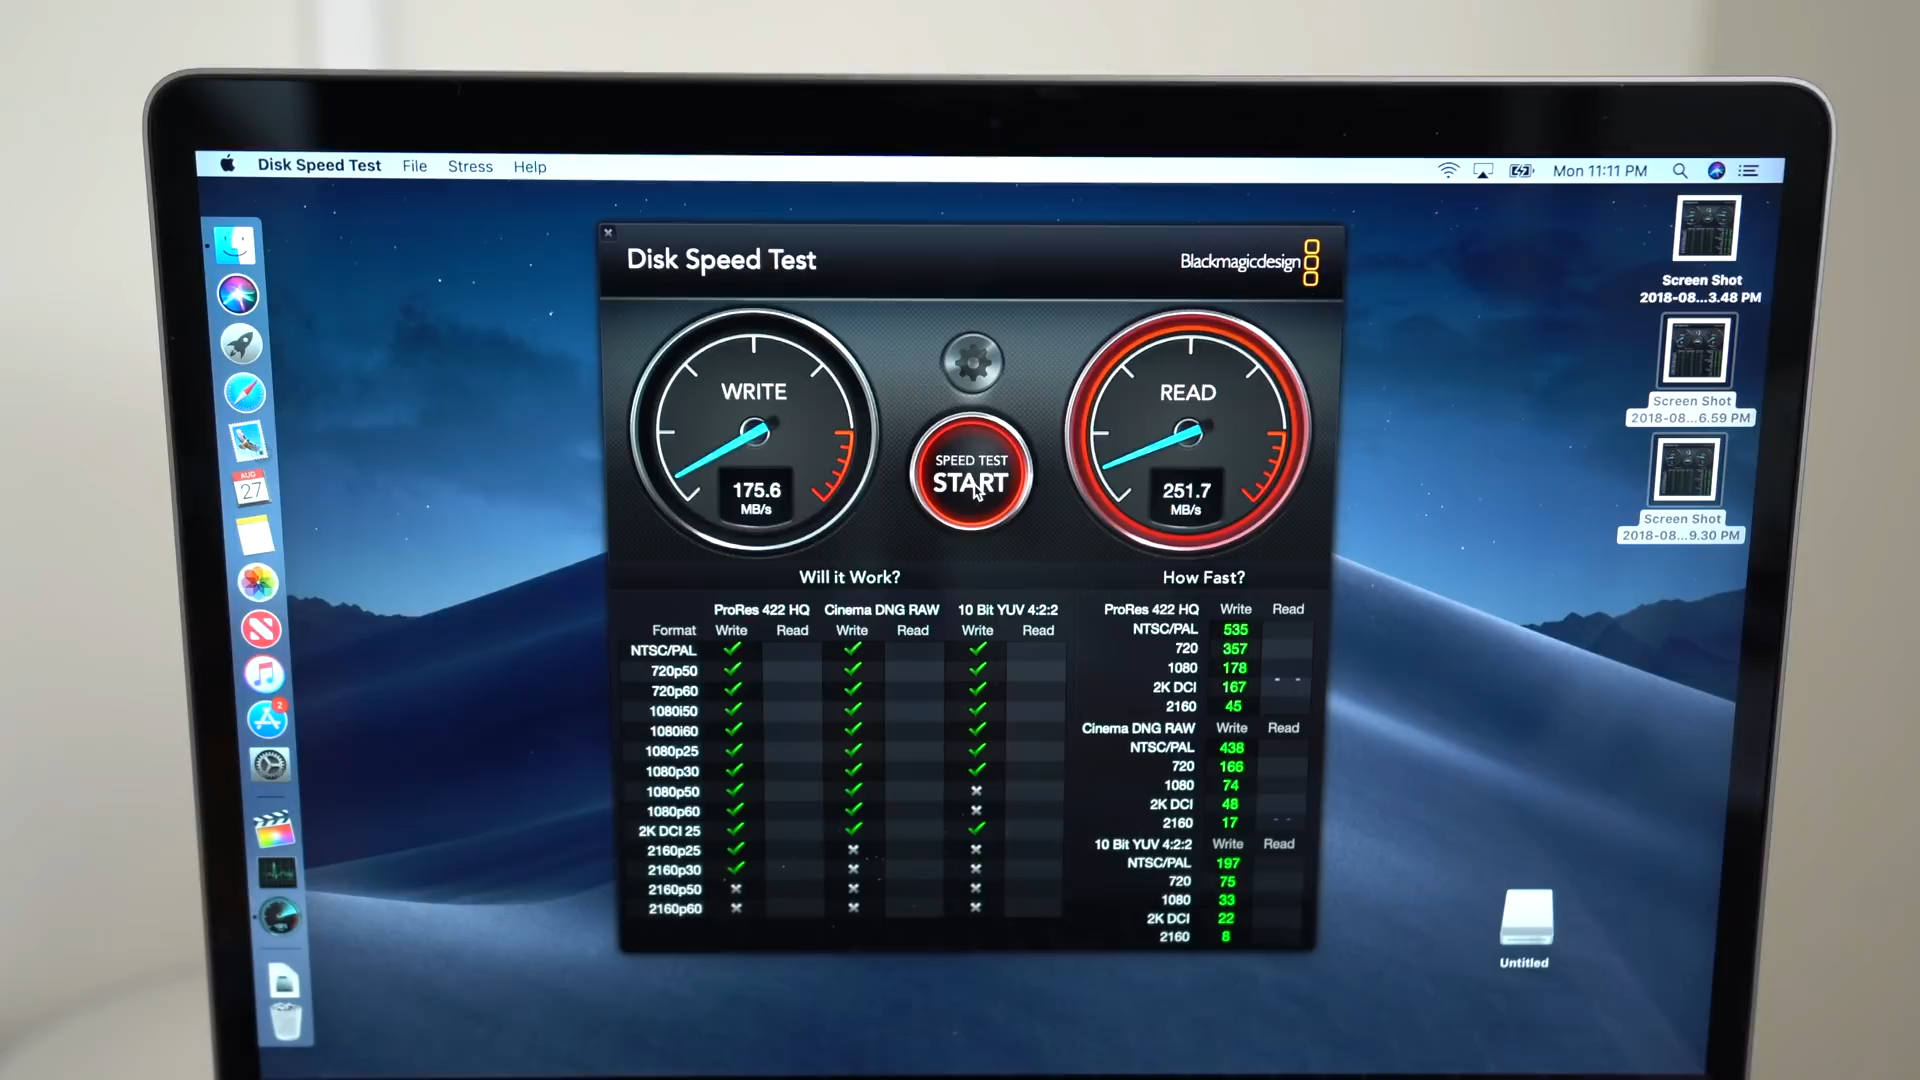 Disk Speed Test File Stress Help
Mon 11:11 PM
Disk Speed Test
Blackmagicdesign
WRITE
175.6
MB/s
SPEED TEST
START
READ
251.7
MB/s
Will it Work?
ProRes 422 HQ Cinema DNG RAW 10 Bit YUV 4:2:2
Format Write Read Write Read Write Read
NTSC/PAL
720p50
720p60
1080i50
1080i60
1080p25
1080p30
1080p50
1080p60
2K DCI 25
2160p25
2160p30
2160p50
2160p60
How Fast?
ProRes 422 HQ Write Read
NTSC/PAL 535
720 357
1080 178
2K DCI 167
2160 45
Cinema DNG RAW Write Read
NTSC/PAL 438
720 166
1080 74
2K DCI 48
2160 17
10 Bit YUV 4:2:2 Write Read
NTSC/PAL 197
720 75
1080 33
2K DCI 22
2160 8
Screen Shot
2018-08...3.48 PM
Screen Shot
2018-08...6.59 PM
Screen Shot
2018-08...9.30 PM
Untitled
AUG
27
2